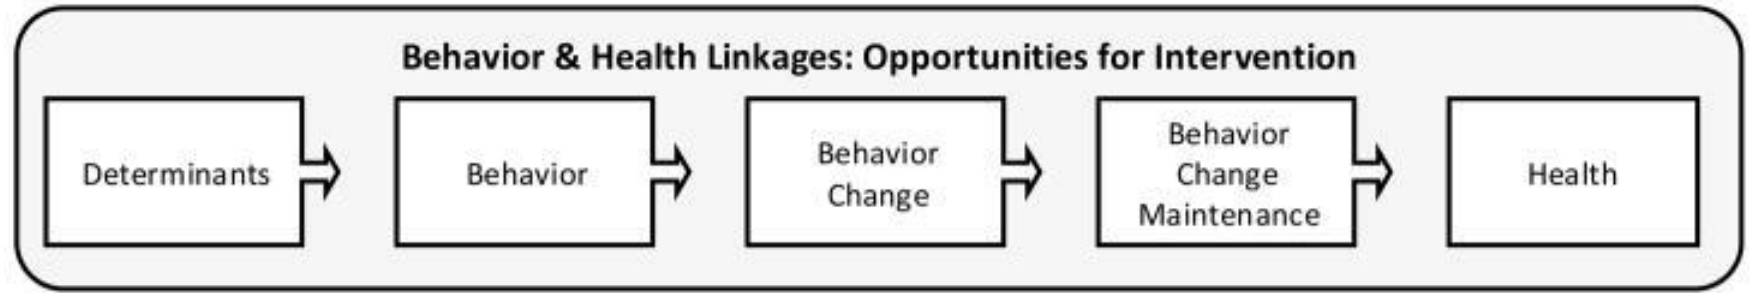 Behavior & Health Linkages: Opportunities for Intervention
Determinants
Behavior
Behavior
Change
Behavior
Change
Maintenance
Health